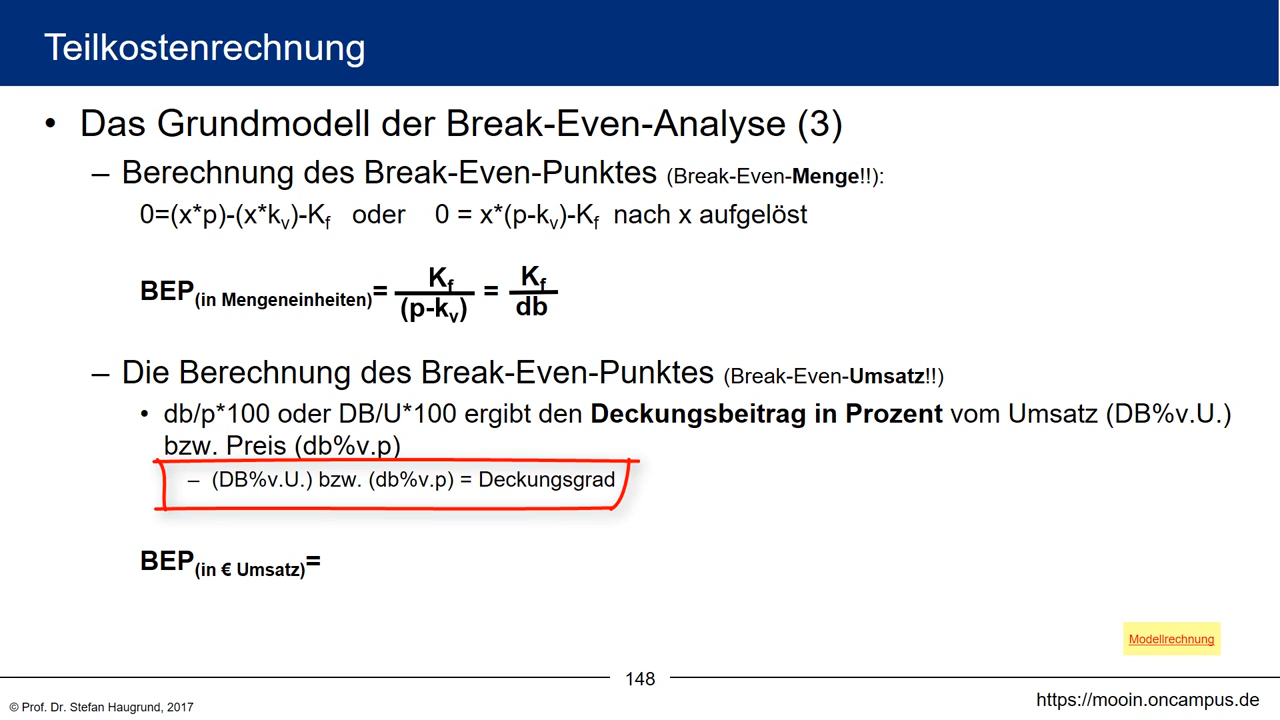 Teilkostenrechnung
• Das Grundmodell der Break-Even-Analyse (3)
– Berechnung des Break-Even-Punktes (Break-Even-Menge!!):
0=(x*p)-(x*kv)-Kf oder 0 = x*(p-kv)-Kf nach x aufgelöst
BEP(in Mengeneinheiten)= Kf/(p-kv) = Kf/db
– Die Berechnung des Break-Even-Punktes (Break-Even-Umsatz!!)
• db/p*100 oder DB/U*100 ergibt den Deckungsbeitrag in Prozent vom Umsatz (DB%v.U.)
bzw. Preis (db%v.p)
– (DB%v.U.) bzw. (db%v.p) = Deckungsgrad
BEP(in € Umsatz)=
Modellrechnung
148
© Prof. Dr. Stefan Haugrund, 2017
https://mooin.oncampus.de